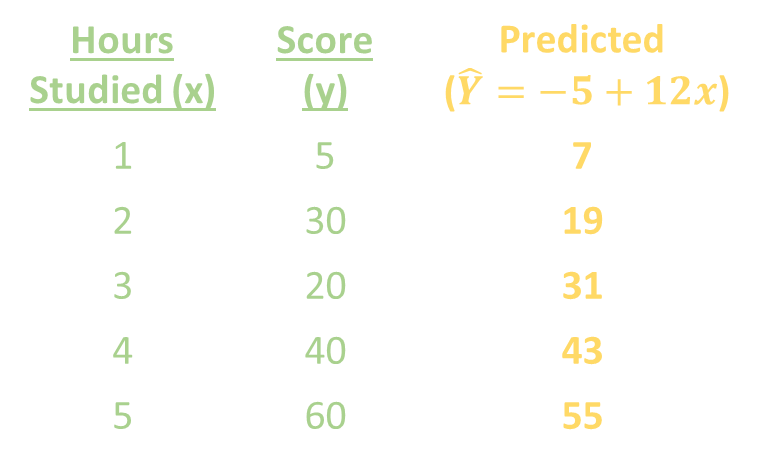 Hours Score Predicted
Studied (x) (y) (Ŷ = −5 + 12x)
1 5 7
2 30 19
3 20 31
4 40 43
5 60 55